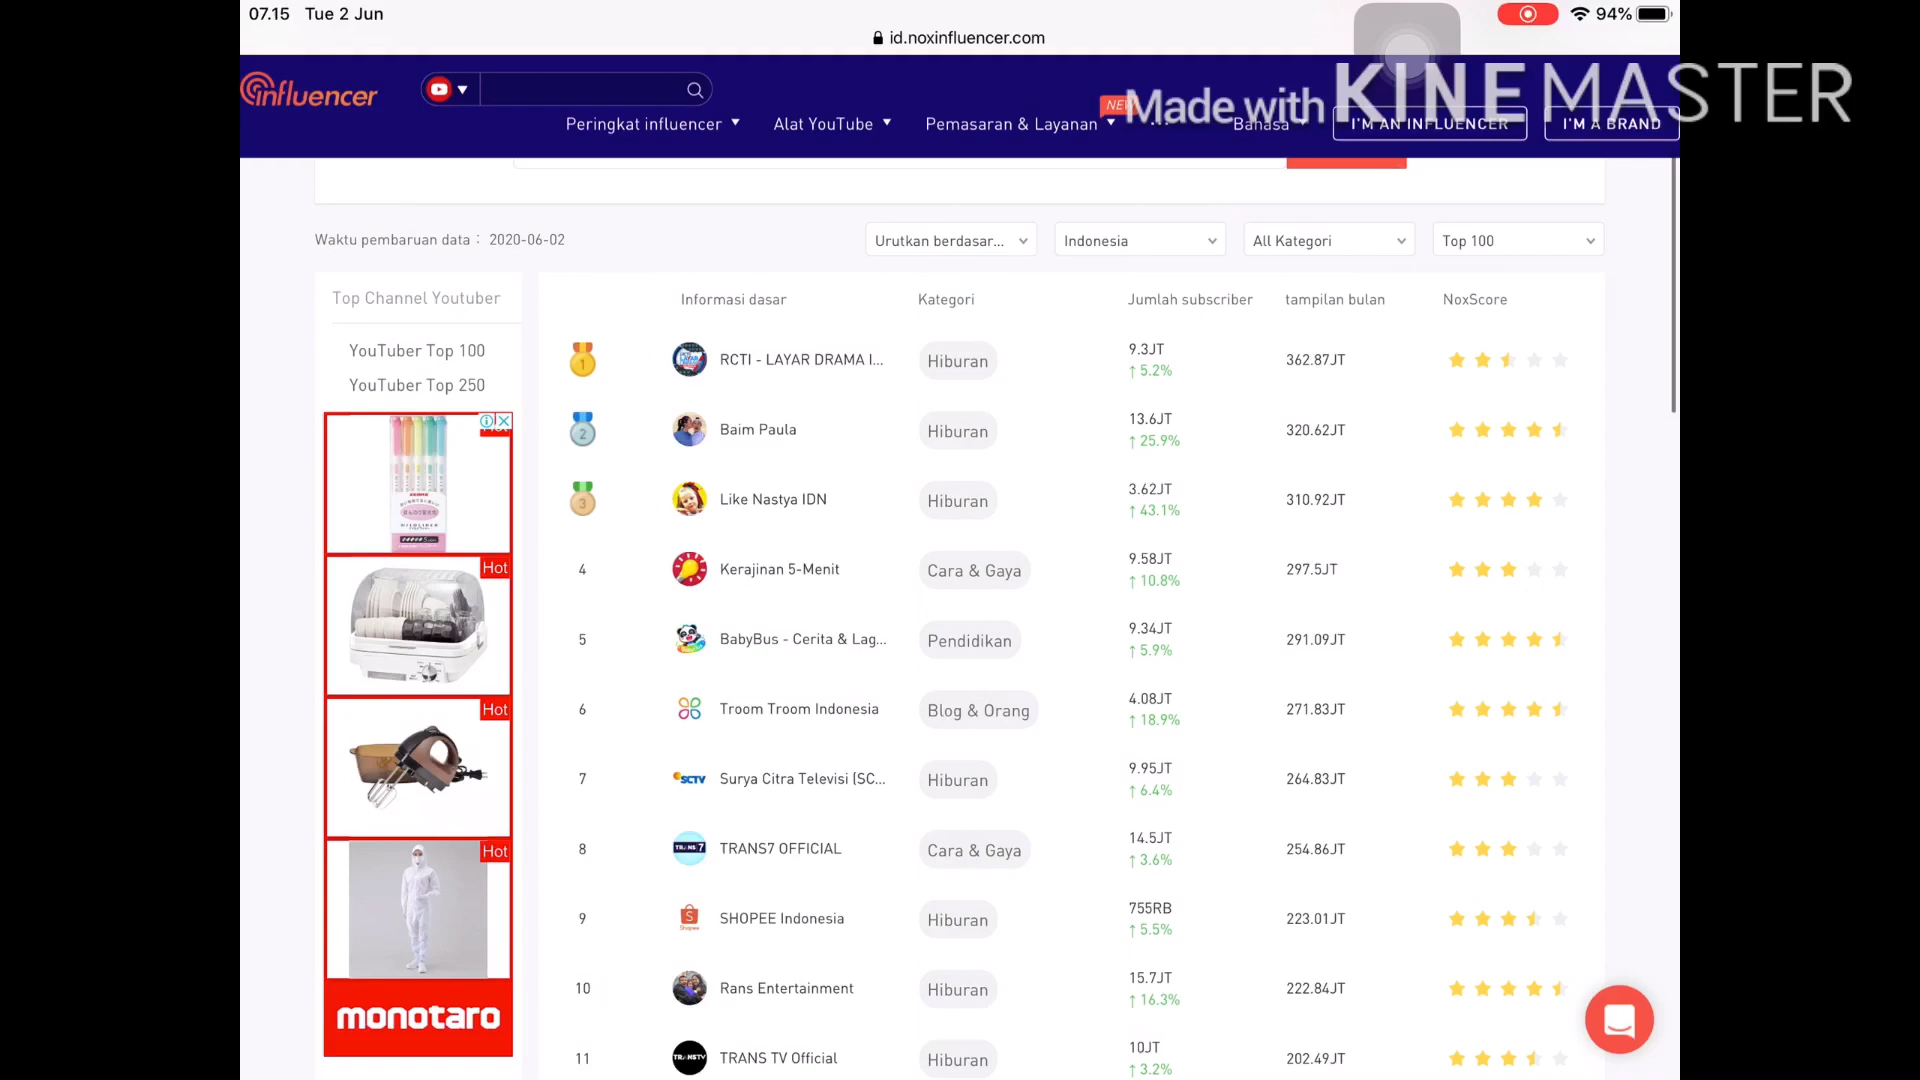 07.15 Tue 2 Jun
94%
id.noxinfluencer.com
influencer
Peringkat influencer
Alat YouTube
Pemasaran & Layanan
NEW
...
Bahasa
I'M AN INFLUENCER
I'M A BRAND
Made with KINEMASTER
Waktu pembaruan data : 2020-06-02
Urutkan berdasar...
Indonesia
All Kategori
Top 100
Top Channel Youtuber
YouTuber Top 100
YouTuber Top 250
Hot
Hot
Hot
monotaro
Informasi dasar Kategori Jumlah subscriber tampilan bulan NoxScore
1 RCTI - LAYAR DRAMA I... Hiburan 9.3JT 362.87JT
↑ 5.2%
2 Baim Paula Hiburan 13.6JT 320.62JT
↑ 25.9%
3 Like Nastya IDN Hiburan 3.62JT 310.92JT
↑ 43.1%
4 Kerajinan 5-Menit Cara & Gaya 9.58JT 297.5JT
↑ 10.8%
5 BabyBus - Cerita & Lag... Pendidikan 9.34JT 291.09JT
↑ 5.9%
6 Troom Troom Indonesia Blog & Orang 4.08JT 271.83JT
↑ 18.9%
7 SCTV Surya Citra Televisi (SC... Hiburan 9.95JT 264.83JT
↑ 6.4%
8 TRANS7 OFFICIAL Cara & Gaya 14.5JT 254.86JT
↑ 3.6%
9 SHOPEE Indonesia Hiburan 755RB 223.01JT
↑ 5.5%
10 Rans Entertainment Hiburan 15.7JT 222.84JT
↑ 16.3%
11 TRANS TV Official Hiburan 10JT 202.49JT
↑ 3.2%